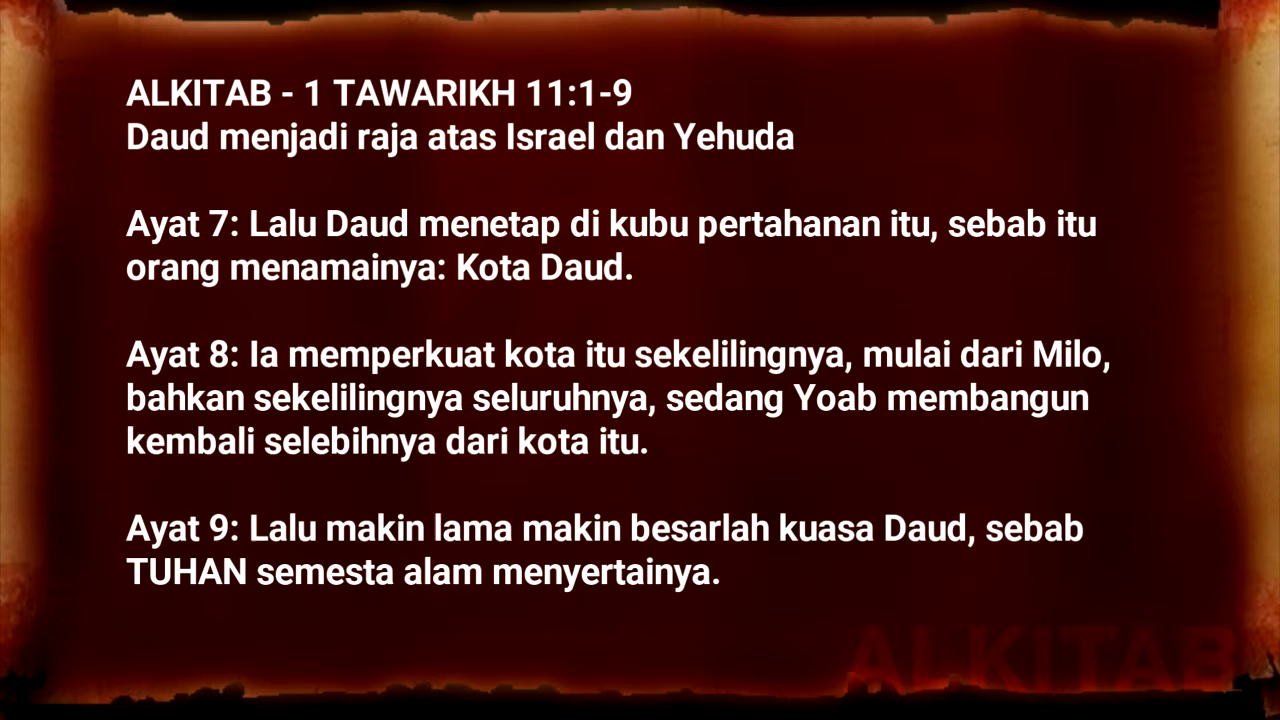 ALKITAB - 1 TAWARIKH 11:1-9
Daud menjadi raja atas Israel dan Yehuda
Ayat 7: Lalu Daud menetap di kubu pertahanan itu, sebab itu
orang menamainya: Kota Daud.
Ayat 8: Ia memperkuat kota itu sekelilingnya, mulai dari Milo,
bahkan sekelilingnya seluruhnya, sedang Yoab membangun
kembali selebihnya dari kota itu.
Ayat 9: Lalu makin lama makin besarlah kuasa Daud, sebab
TUHAN semesta alam menyertainya.
ALKITAB